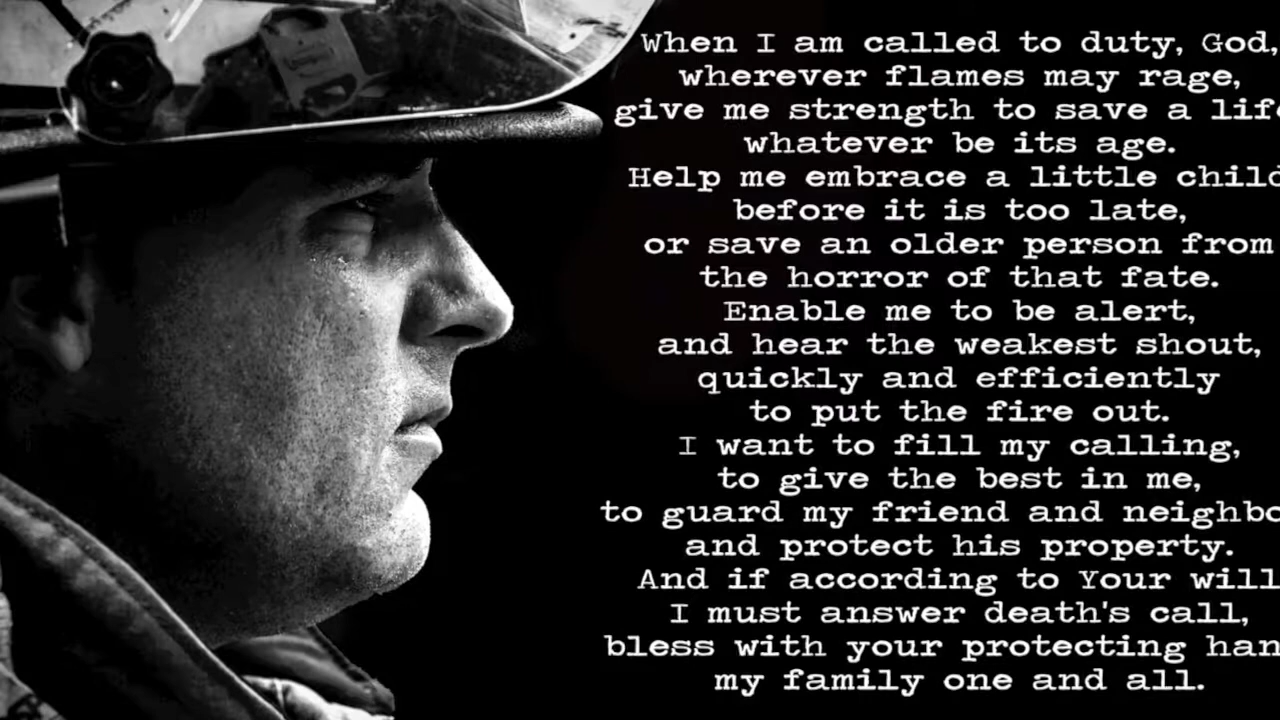 When I am called to duty, God,
wherever flames may rage,
give me strength to save a life
whatever be its age.
Help me embrace a little child
before it is too late,
or save an older person from
the horror of that fate.
Enable me to be alert,
and hear the weakest shout,
quickly and efficiently
to put the fire out.
I want to fill my calling,
to give the best in me,
to guard my friend and neighbo
and protect his property.
And if according to Your will
I must answer death's call,
bless with your protecting han
my family one and all.